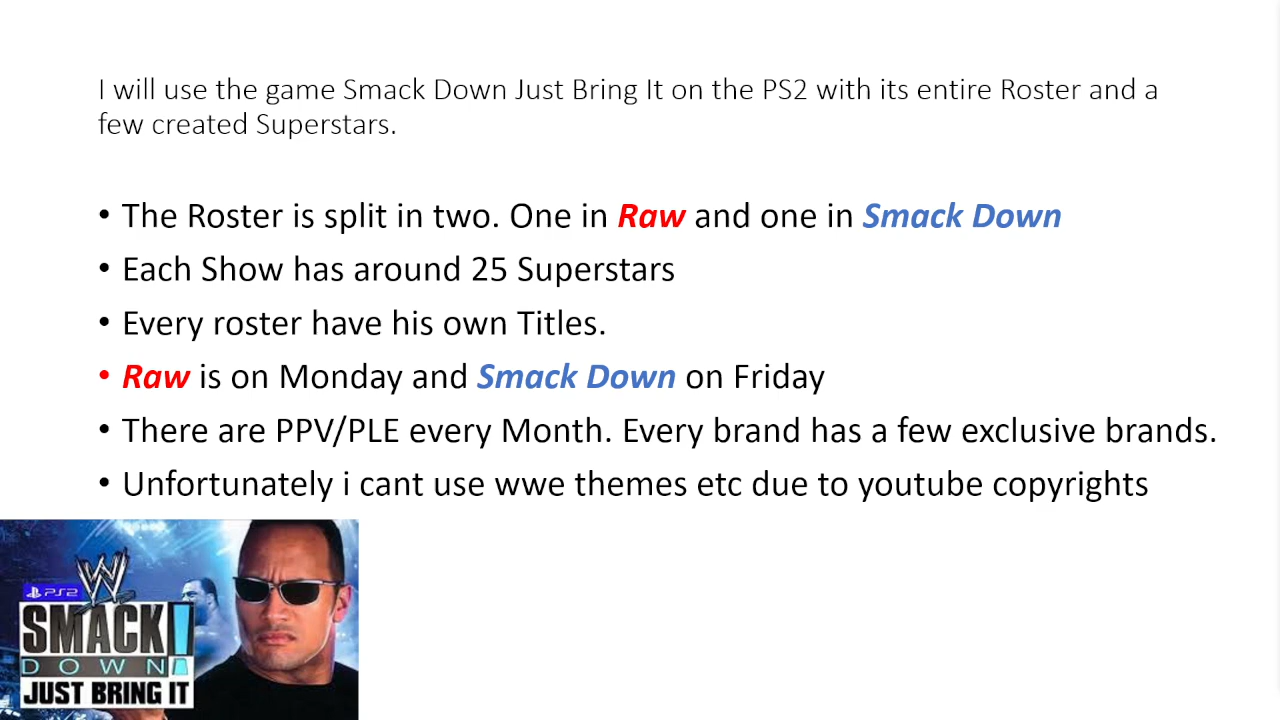 I will use the game Smack Down Just Bring It on the PS2 with its entire Roster and a
few created Superstars.
• The Roster is split in two. One in Raw and one in Smack Down
• Each Show has around 25 Superstars
• Every roster have his own Titles.
• Raw is on Monday and Smack Down on Friday
• There are PPV/PLE every Month. Every brand has a few exclusive brands.
• Unfortunately i cant use wwe themes etc due to youtube copyrights
W
PS2
SMACK
DOWN!
JUST BRING IT